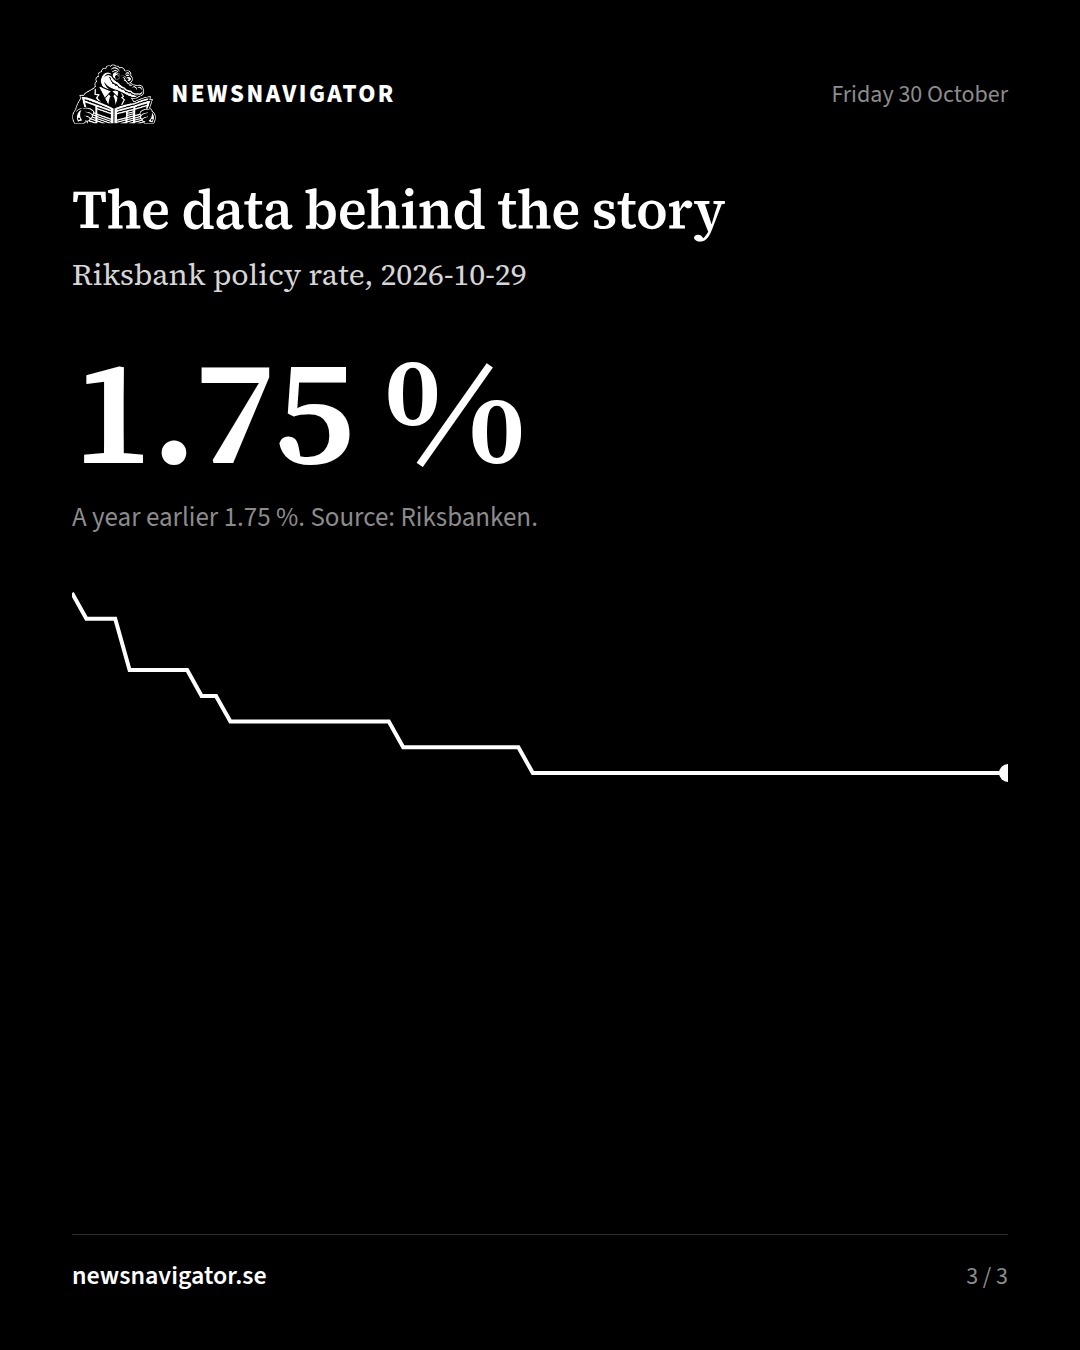 NEWSNAVIGATOR
Friday 30 October
The data behind the story
Riksbank policy rate, 2026-10-29
1.75 %
A year earlier 1.75 %. Source: Riksbanken.
newsnavigator.se
3 / 3